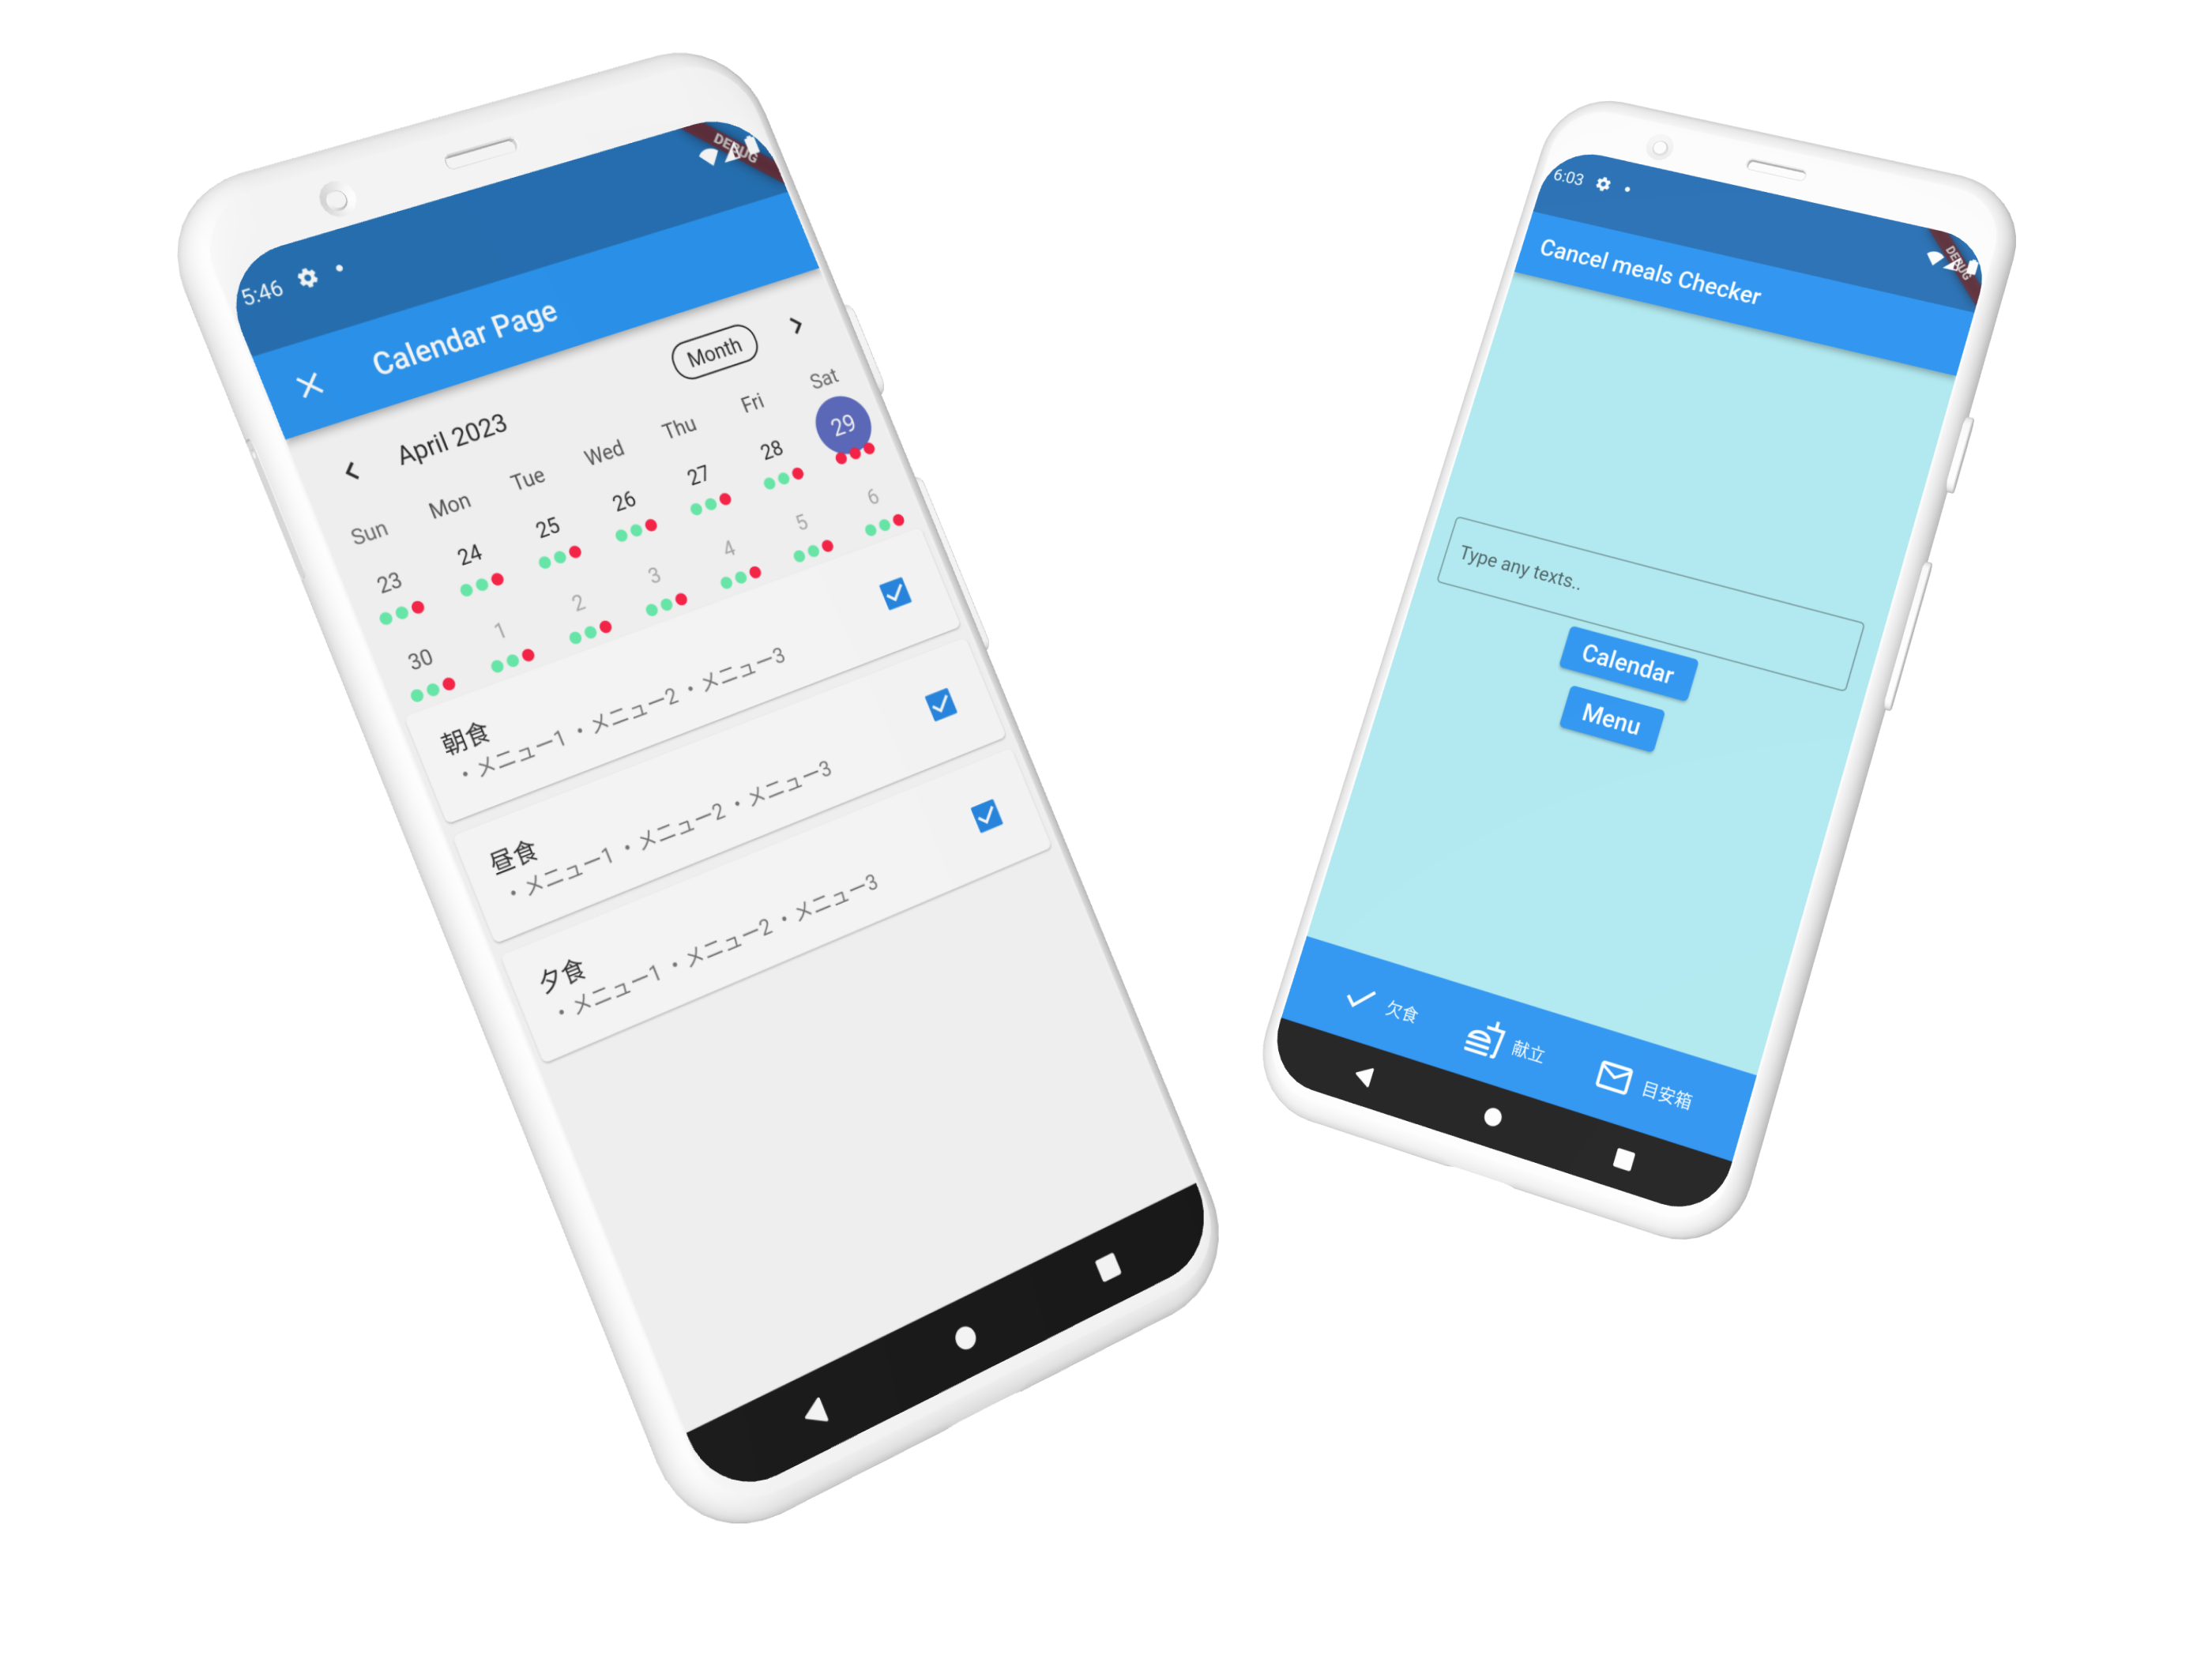 5:46
DEBUG
Calendar Page
April 2023
Month
Sun Mon Tue Wed Thu Fri Sat
23 24 25 26 27 28 29
30 1 2 3 4 5 6
朝食
・メニュー1 ・メニュー2 ・メニュー3
昼食
・メニュー1 ・メニュー2 ・メニュー3
夕食
・メニュー1 ・メニュー2 ・メニュー3
6:03
DEBUG
Cancel meals Checker
Type any texts..
Calendar
Menu
欠食
献立
目安箱